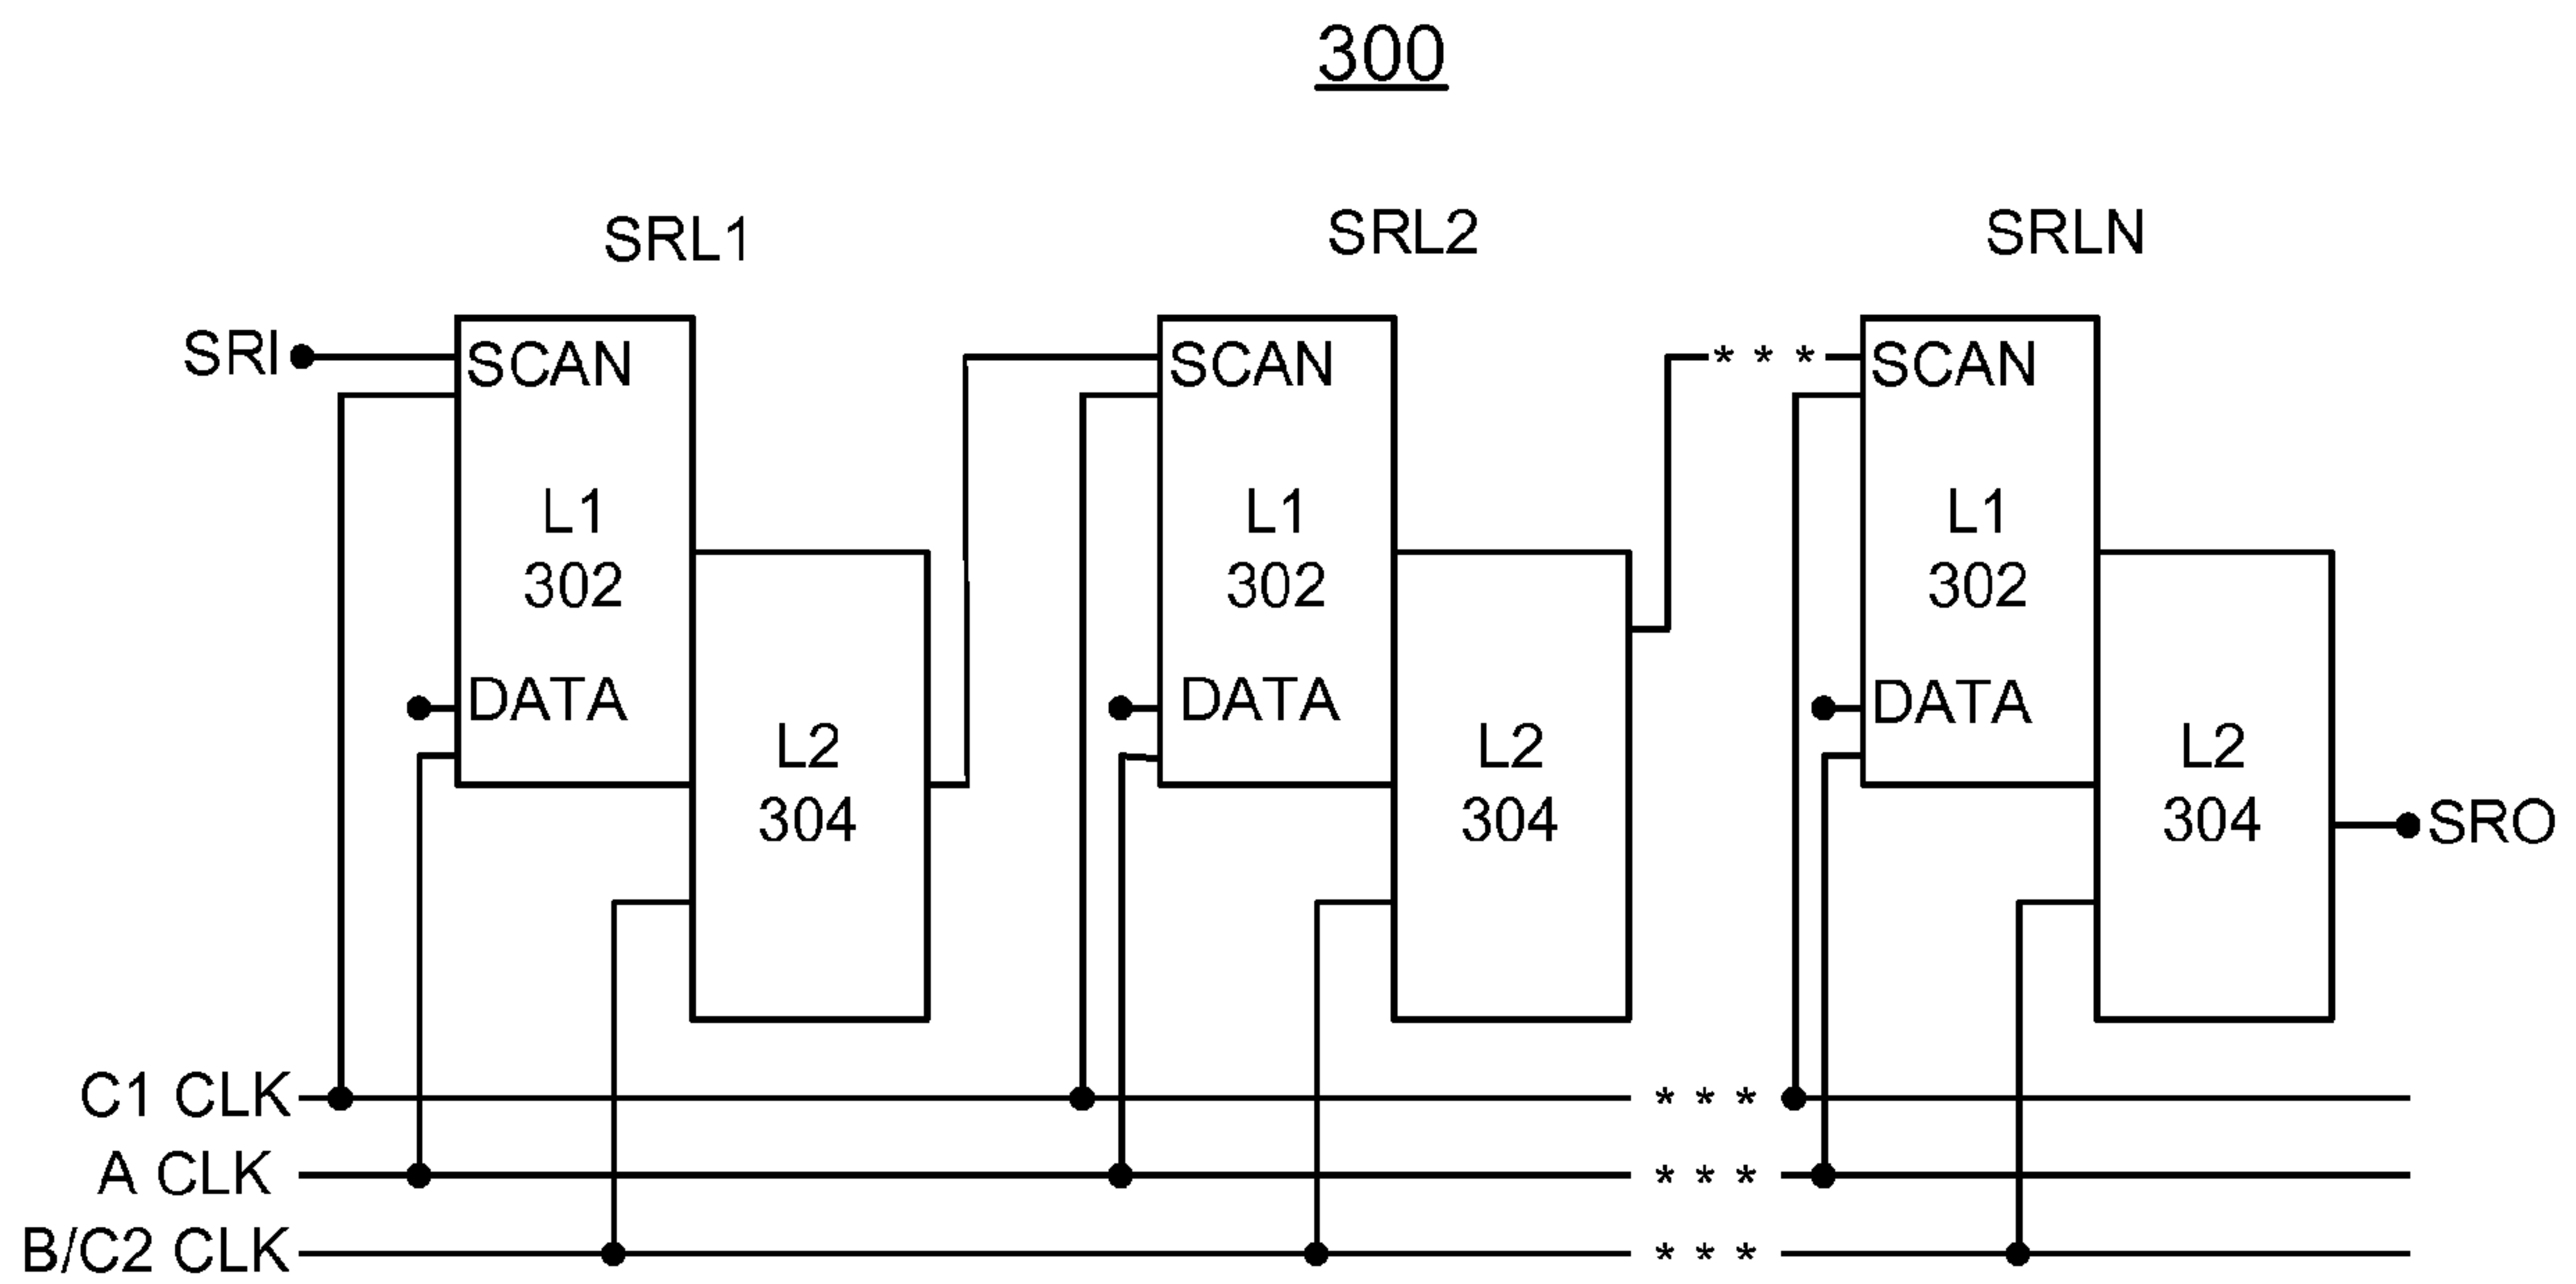 300
SRL1
SRL2
SRLN
SRI
SCAN
SCAN
* * *
SCAN
L1
302
L1
302
L1
302
DATA
DATA
DATA
L2
304
L2
304
L2
304
SRO
C1 CLK
* * *
A CLK
* * *
B/C2 CLK
* * *